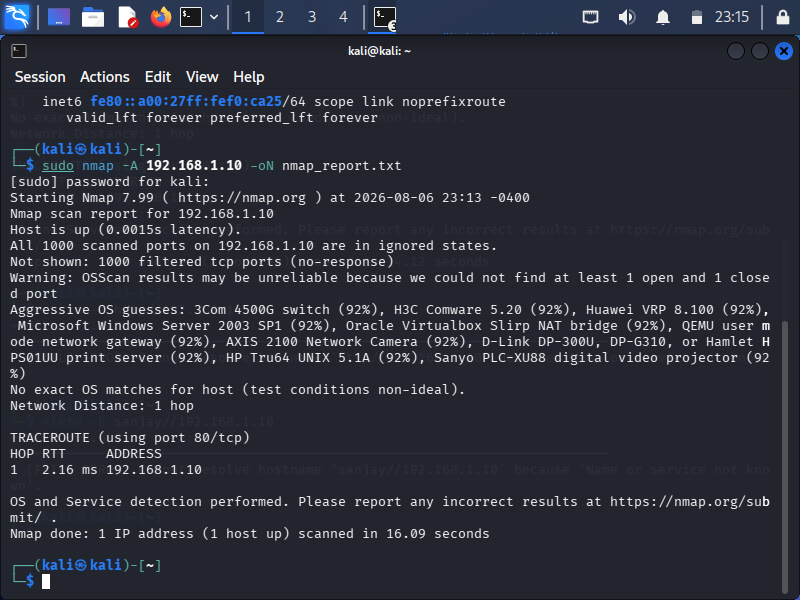 1 2 3 4 23:15
kali@kali: ~
Session Actions Edit View Help
inet6 fe80::a00:27ff:fef0:ca25/64 scope link noprefixroute
valid_lft forever preferred_lft forever
┌──(kali㉿kali)-[~]
└─$ sudo nmap -A 192.168.1.10 -oN nmap_report.txt
[sudo] password for kali:
Starting Nmap 7.99 ( https://nmap.org ) at 2026-08-06 23:13 -0400
Nmap scan report for 192.168.1.10
Host is up (0.0015s latency).
All 1000 scanned ports on 192.168.1.10 are in ignored states.
Not shown: 1000 filtered tcp ports (no-response)
Warning: OSScan results may be unreliable because we could not find at least 1 open and 1 close
d port
Aggressive OS guesses: 3Com 4500G switch (92%), H3C Comware 5.20 (92%), Huawei VRP 8.100 (92%),
Microsoft Windows Server 2003 SP1 (92%), Oracle Virtualbox Slirp NAT bridge (92%), QEMU user m
ode network gateway (92%), AXIS 2100 Network Camera (92%), D-Link DP-300U, DP-G310, or Hamlet H
PS01UU print server (92%), HP Tru64 UNIX 5.1A (92%), Sanyo PLC-XU88 digital video projector (92
%)
No exact OS matches for host (test conditions non-ideal).
Network Distance: 1 hop
TRACEROUTE (using port 80/tcp)
HOP RTT ADDRESS
1 2.16 ms 192.168.1.10
OS and Service detection performed. Please report any incorrect results at https://nmap.org/sub
mit/ .
Nmap done: 1 IP address (1 host up) scanned in 16.09 seconds
┌──(kali㉿kali)-[~]
└─$